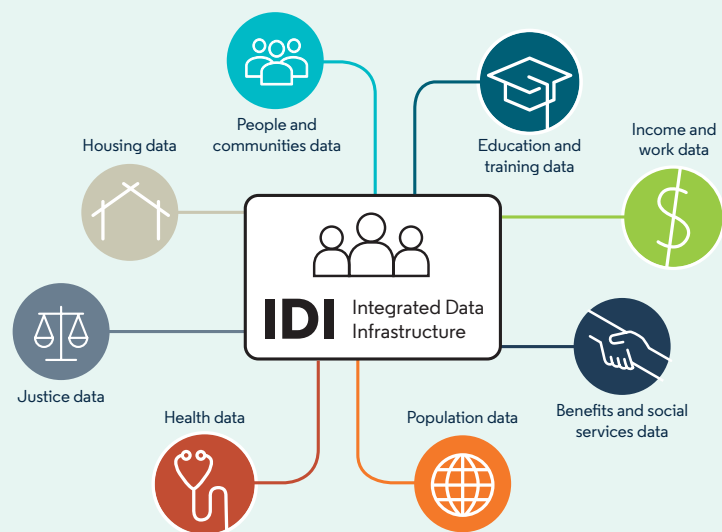 People and
communities data
Education and
training data
Income and
work data
Housing data
IDI
Integrated Data
Infrastructure
Justice data
Benefits and social
services data
Health data
Population data